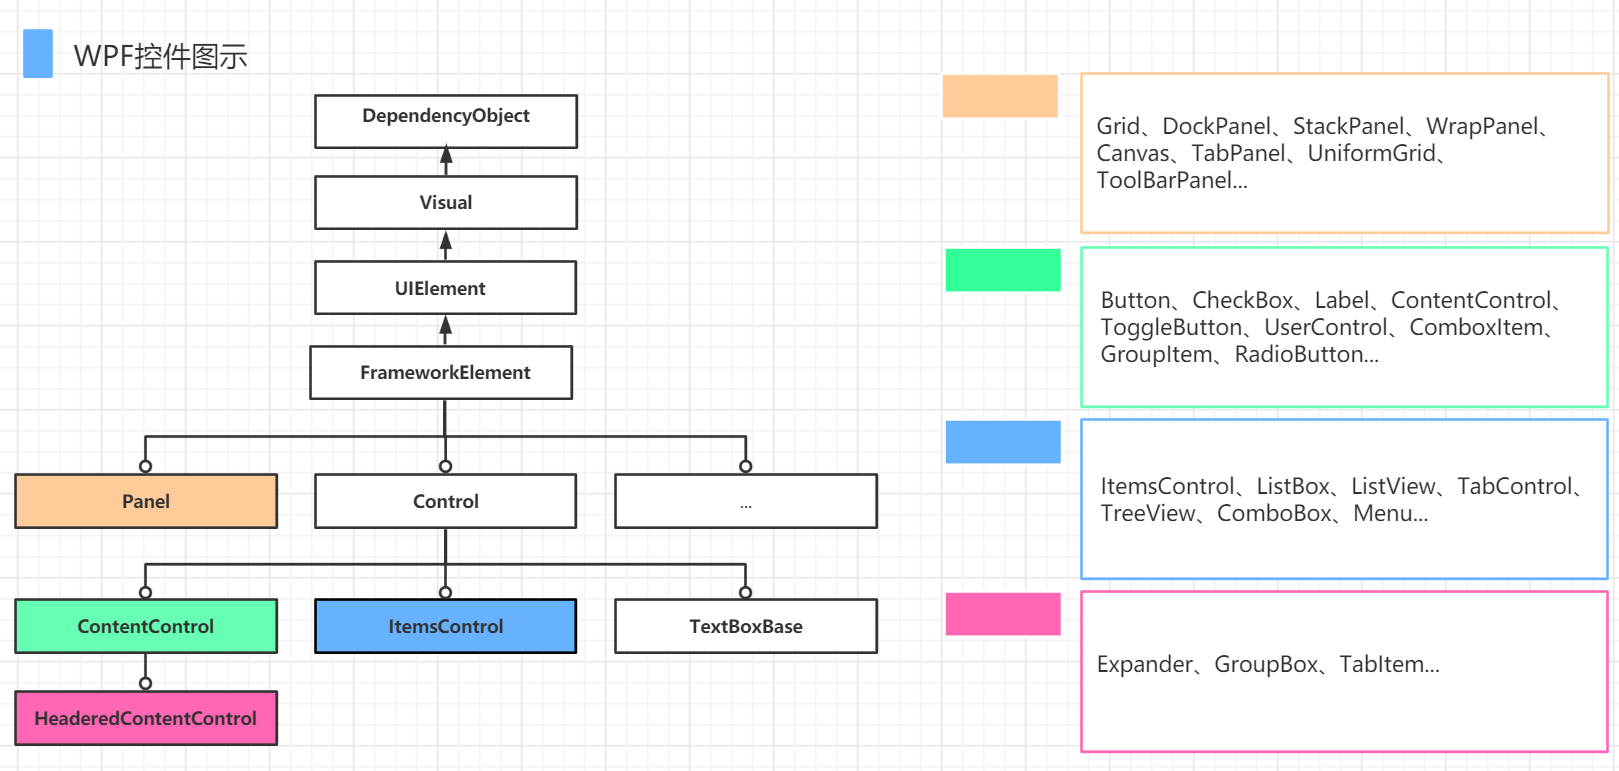 WPF控件图示
DependencyObject
Visual
UIElement
FrameworkElement
Panel
Control
...
ContentControl
ItemsControl
TextBoxBase
HeaderedContentControl
Grid、DockPanel、StackPanel、WrapPanel、
Canvas、TabPanel、UniformGrid、
ToolBarPanel...
Button、CheckBox、Label、ContentControl、
ToggleButton、UserControl、ComboxItem、
GroupItem、RadioButton...
ItemsControl、ListBox、ListView、TabControl、
TreeView、ComboBox、Menu...
Expander、GroupBox、TabItem...